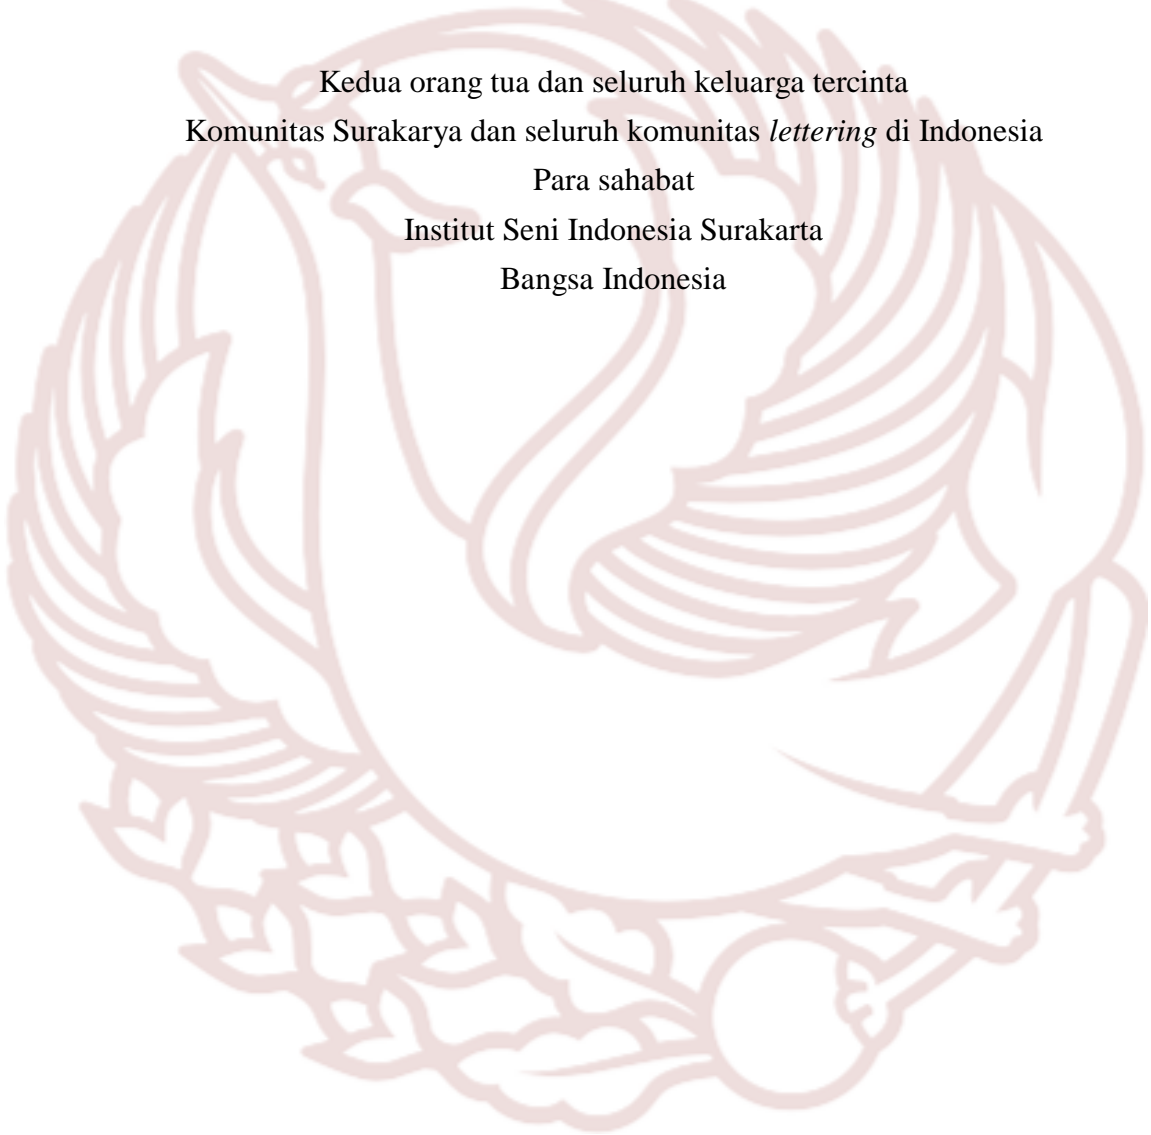 Kedua orang tua dan seluruh keluarga tercinta
Komunitas Surakarya dan seluruh komunitas lettering di Indonesia
Para sahabat
Institut Seni Indonesia Surakarta
Bangsa Indonesia